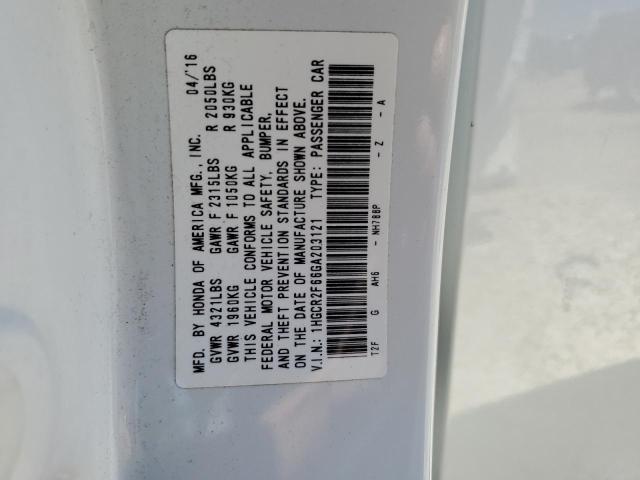 MFD. BY HONDA OF AMERICA MFG., INC. 04/'16
GVWR 4321LBS GAWR F 2315LBS R 2050LBS
GVWR 1960KG GAWR F 1050KG R 930KG
THIS VEHICLE CONFORMS TO ALL APPLICABLE
FEDERAL MOTOR VEHICLE SAFETY, BUMPER,
AND THEFT PREVENTION STANDARDS IN EFFECT
ON THE DATE OF MANUFACTURE SHOWN ABOVE.
V.I.N.: 1HGCR2F66GA203121 TYPE: PASSENGER CAR
T2F G AH6 - NH788P - Z - A